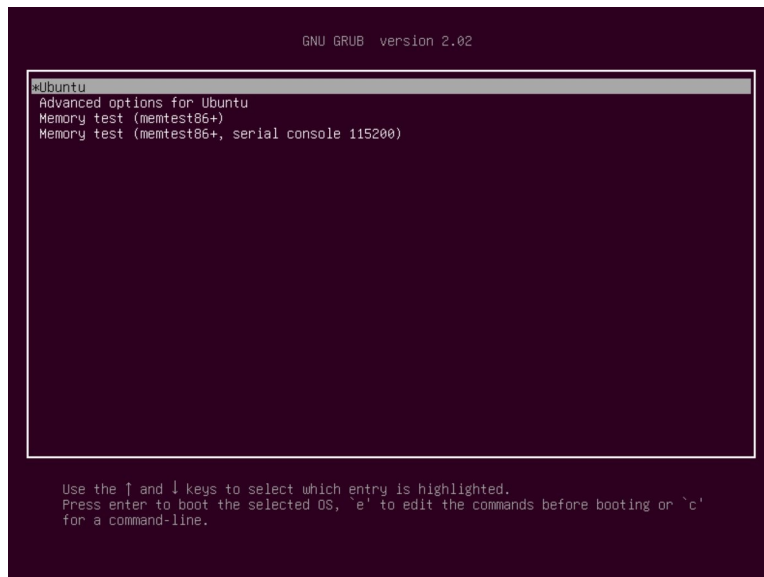 GNU GRUB  version 2.02
*Ubuntu
Advanced options for Ubuntu
Memory test (memtest86+)
Memory test (memtest86+, serial console 115200)
Use the ↑ and ↓ keys to select which entry is highlighted.
Press enter to boot the selected OS, `e' to edit the commands before booting or `c'
for a command-line.